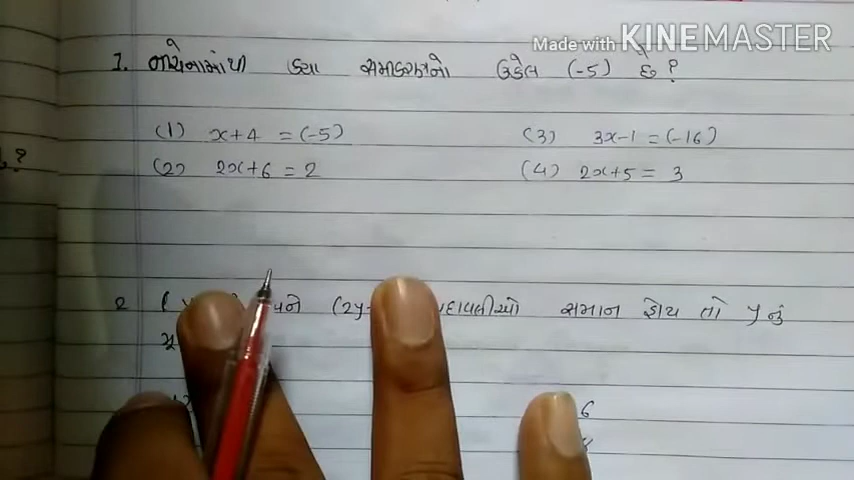 Made with KINEMASTER
1. નીચેનામાંથી કયા સમીકરણનો ઉકેલ (-5) છે?
(1) x+4 = (-5) (3) 3x-1 = (-16)
(2) 2x+6 = 2 (4) 2x+5 = 3
2 અને (2y- પદાવલીઓ સમાન હોય તો y નું
6